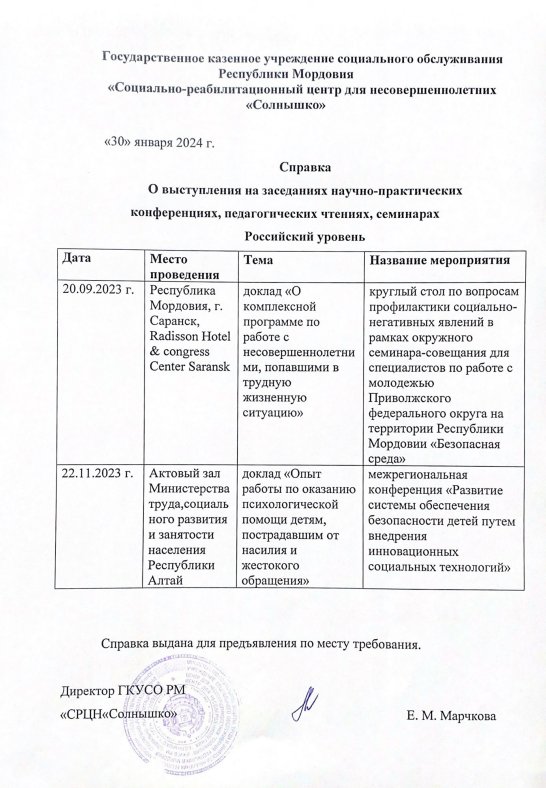 Государственное казенное учреждение социального обслуживания
Республики Мордовия
«Социально-реабилитационный центр для несовершеннолетних
«Солнышко»
«30» января 2024 г.
Справка
О выступления на заседаниях научно-практических
конференциях, педагогических чтениях, семинарах
Российский уровень
Дата
Место
проведения
Тема
Название мероприятия
20.09.2023 г.
Республика
Мордовия, г.
Саранск,
Radisson Hotel
& congress
Center Saransk
доклад «О
комплексной
программе по
работе с
несовершеннолетни
ми, попавшими в
трудную
жизненную
ситуацию»
круглый стол по вопросам
профилактики социально-
негативных явлений в
рамках окружного
семинара-совещания для
специалистов по работе с
молодежью
Приволжского
федерального округа на
территории Республики
Мордовии «Безопасная
среда»
22.11.2023 г.
Актовый зал
Министерства
труда,социаль
ного развития
и занятости
населения
Республики
Алтай
доклад «Опыт
работы по оказанию
психологической
помощи детям,
пострадавшим от
насилия и
жестокого
обращения»
межрегиональная
конференция «Развитие
системы обеспечения
безопасности детей путем
внедрения
инновационных
социальных технологий»
Справка выдана для предъявления по месту требования.
Директор ГКУСО РМ
«СРЦН«Солнышко»
Е. М. Марчкова